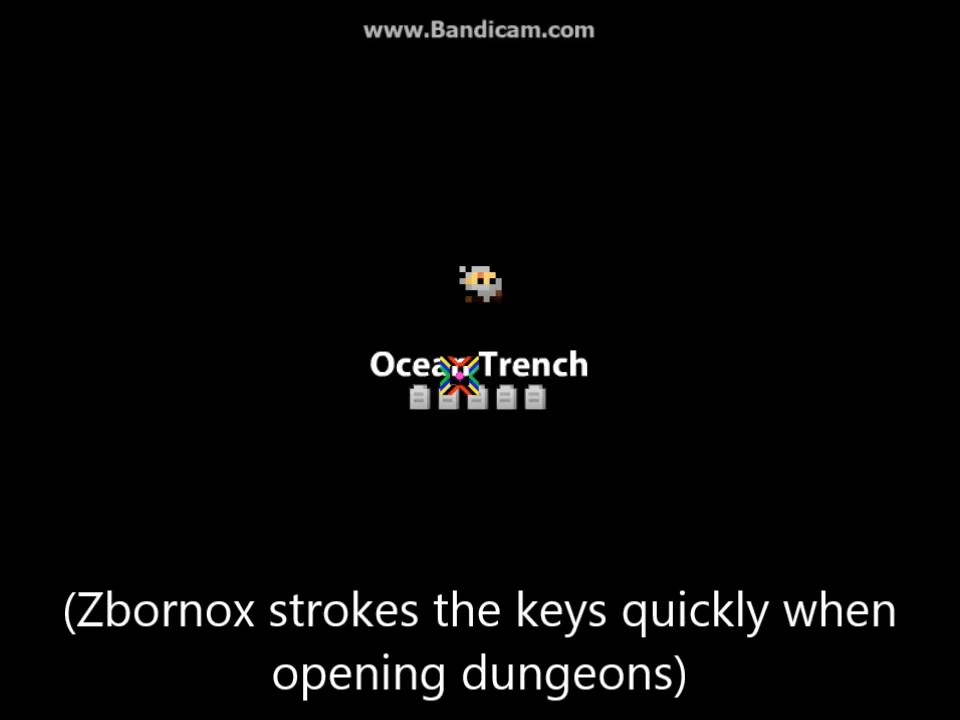 www.Bandicam.com
Ocean Trench
(Zbornox strokes the keys quickly when
opening dungeons)